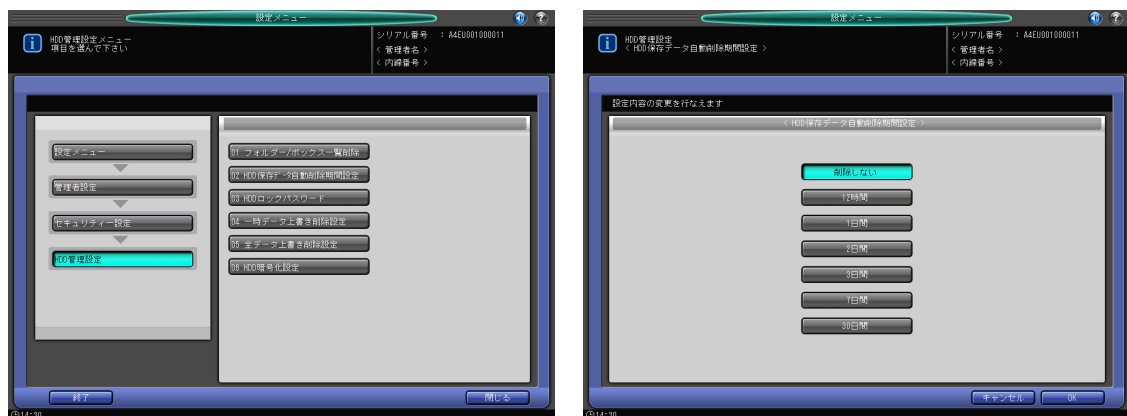 設定メニュー
HDD管理設定メニュー
項目を選んで下さい
シリアル番号 : A4EU001000011
< 管理者名 >
< 内線番号 >
設定メニュー
管理者設定
セキュリティー設定
HDD管理設定
01 フォルダー/ボックス一覧削除
02 HDD保存データ自動削除期間設定
03 HDDロックパスワード
04 一時データ上書き削除設定
05 全データ上書き削除設定
06 HDD暗号化設定
終了
閉じる
14:30
設定メニュー
HDD管理設定
< HDD保存データ自動削除期間設定 >
シリアル番号 : A4EU001000011
< 管理者名 >
< 内線番号 >
設定内容の変更を行なえます
< HDD保存データ自動削除期間設定 >
削除しない
12時間
1日間
2日間
3日間
7日間
30日間
キャンセル
OK
14:30